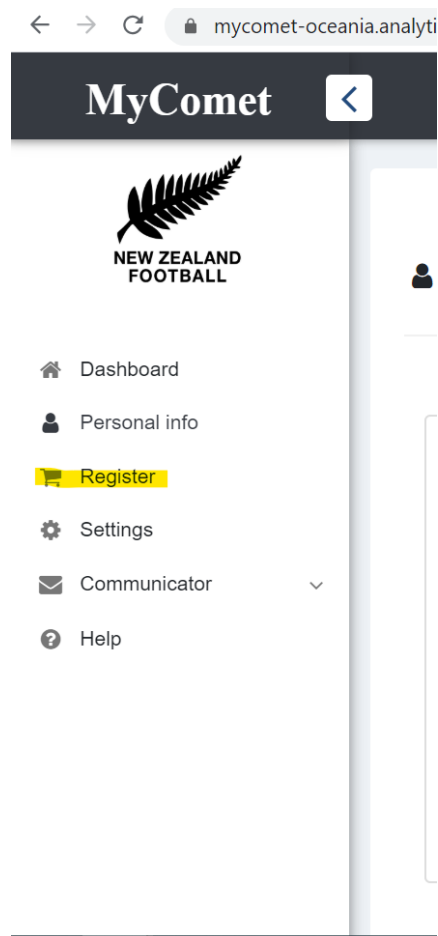 mycomet-oceania.analyti
MyComet
NEW ZEALAND
FOOTBALL
Dashboard
Personal info
Register
Settings
Communicator
Help